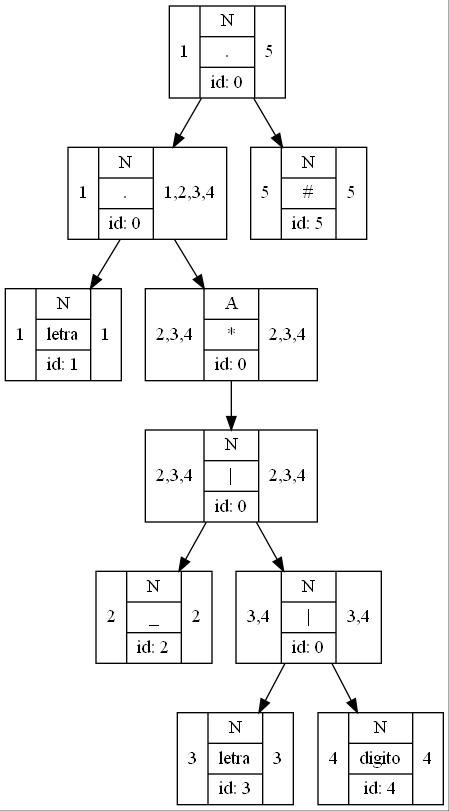 N
1 . 5
id: 0
N
1 . 1,2,3,4
id: 0
N
5 # 5
id: 5
N
1 letra 1
id: 1
A
2,3,4 * 2,3,4
id: 0
N
2,3,4 | 2,3,4
id: 0
N
2 _ 2
id: 2
N
3,4 | 3,4
id: 0
N
3 letra 3
id: 3
N
4 digito 4
id: 4